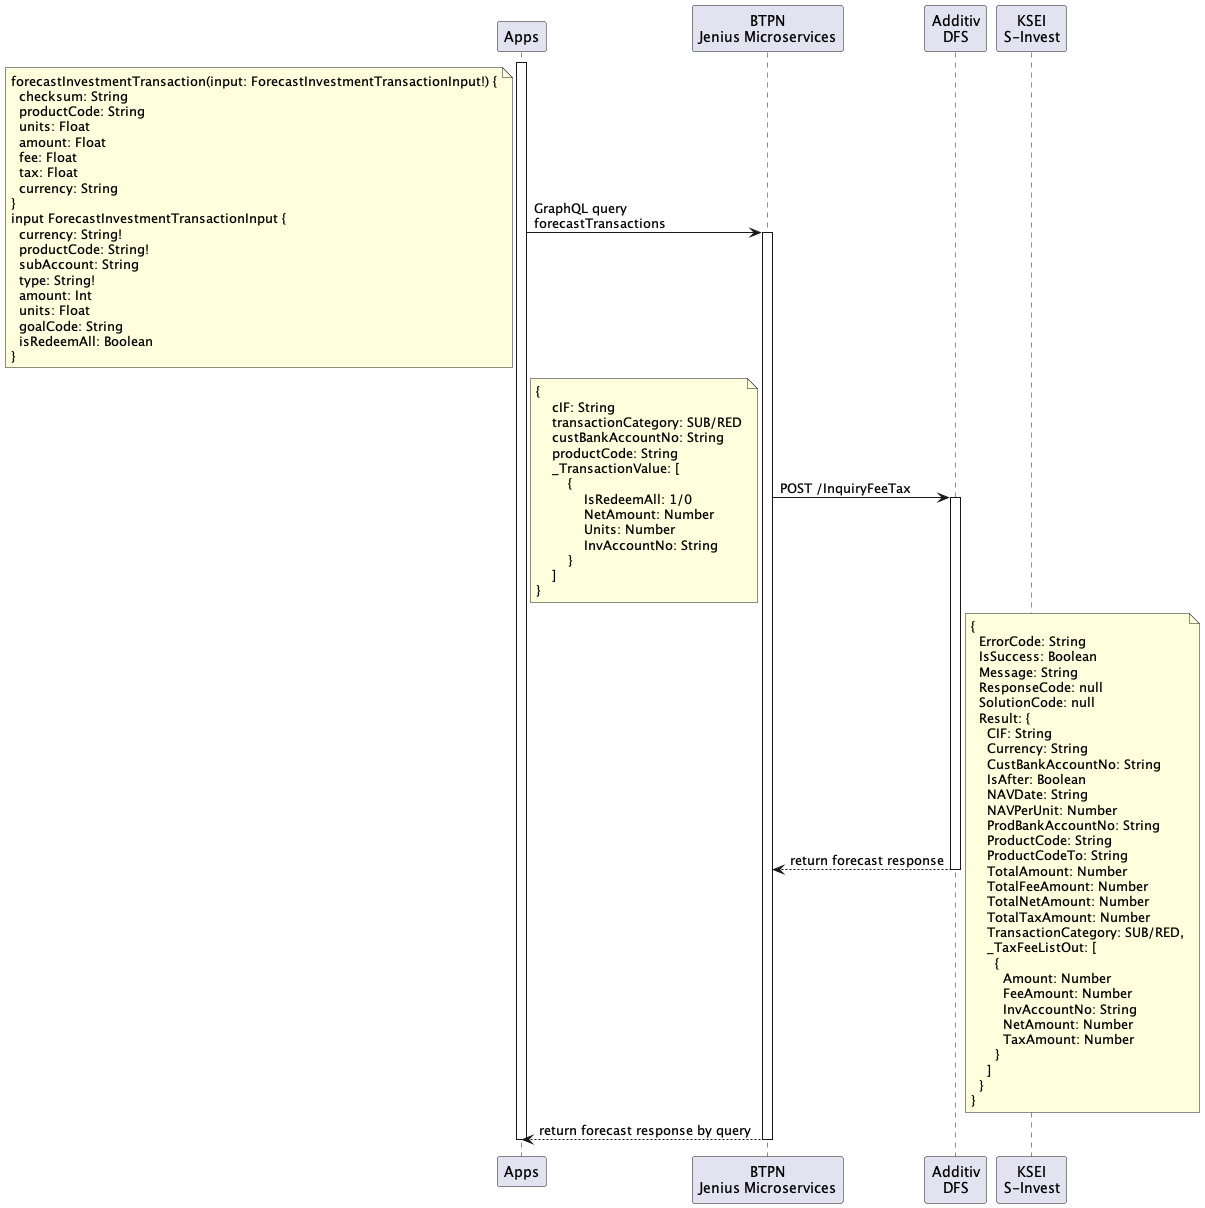 Apps
BTPN
Jenius Microservices
Additiv
DFS
KSEI
S-Invest
forecastInvestmentTransaction(input: ForecastInvestmentTransactionInput!) {
checksum: String
productCode: String
units: Float
amount: Float
fee: Float
tax: Float
currency: String
}
input ForecastInvestmentTransactionInput {
currency: String!
productCode: String!
subAccount: String
type: String!
amount: Int
units: Float
goalCode: String
isRedeemAll: Boolean
}
GraphQL query
forecastTransactions
{
cIF: String
transactionCategory: SUB/RED
custBankAccountNo: String
productCode: String
_TransactionValue: [
{
IsRedeemAll: 1/0
NetAmount: Number
Units: Number
InvAccountNo: String
}
]
}
POST /InquiryFeeTax
{
ErrorCode: String
IsSuccess: Boolean
Message: String
ResponseCode: null
SolutionCode: null
Result: {
CIF: String
Currency: String
CustBankAccountNo: String
IsAfter: Boolean
NAVDate: String
NAVPerUnit: Number
ProdBankAccountNo: String
ProductCode: String
ProductCodeTo: String
TotalAmount: Number
TotalFeeAmount: Number
TotalNetAmount: Number
TotalTaxAmount: Number
TransactionCategory: SUB/RED,
_TaxFeeListOut: [
{
Amount: Number
FeeAmount: Number
InvAccountNo: String
NetAmount: Number
TaxAmount: Number
}
]
}
}
return forecast response
return forecast response by query
Apps
BTPN
Jenius Microservices
Additiv
DFS
KSEI
S-Invest